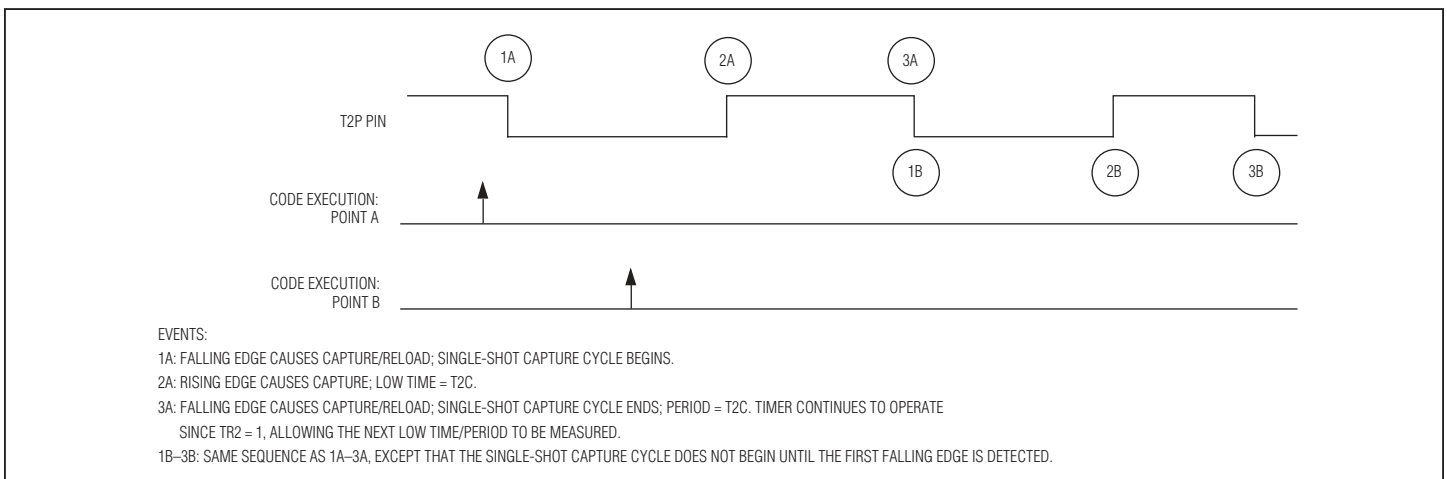 1A
2A
3A
T2P PIN
1B
2B
3B
CODE EXECUTION:
POINT A
CODE EXECUTION:
POINT B
EVENTS:
1A: FALLING EDGE CAUSES CAPTURE/RELOAD; SINGLE-SHOT CAPTURE CYCLE BEGINS.
2A: RISING EDGE CAUSES CAPTURE; LOW TIME = T2C.
3A: FALLING EDGE CAUSES CAPTURE/RELOAD; SINGLE-SHOT CAPTURE CYCLE ENDS; PERIOD = T2C. TIMER CONTINUES TO OPERATE
SINCE TR2 = 1, ALLOWING THE NEXT LOW TIME/PERIOD TO BE MEASURED.
1B–3B: SAME SEQUENCE AS 1A–3A, EXCEPT THAT THE SINGLE-SHOT CAPTURE CYCLE DOES NOT BEGIN UNTIL THE FIRST FALLING EDGE IS DETECTED.